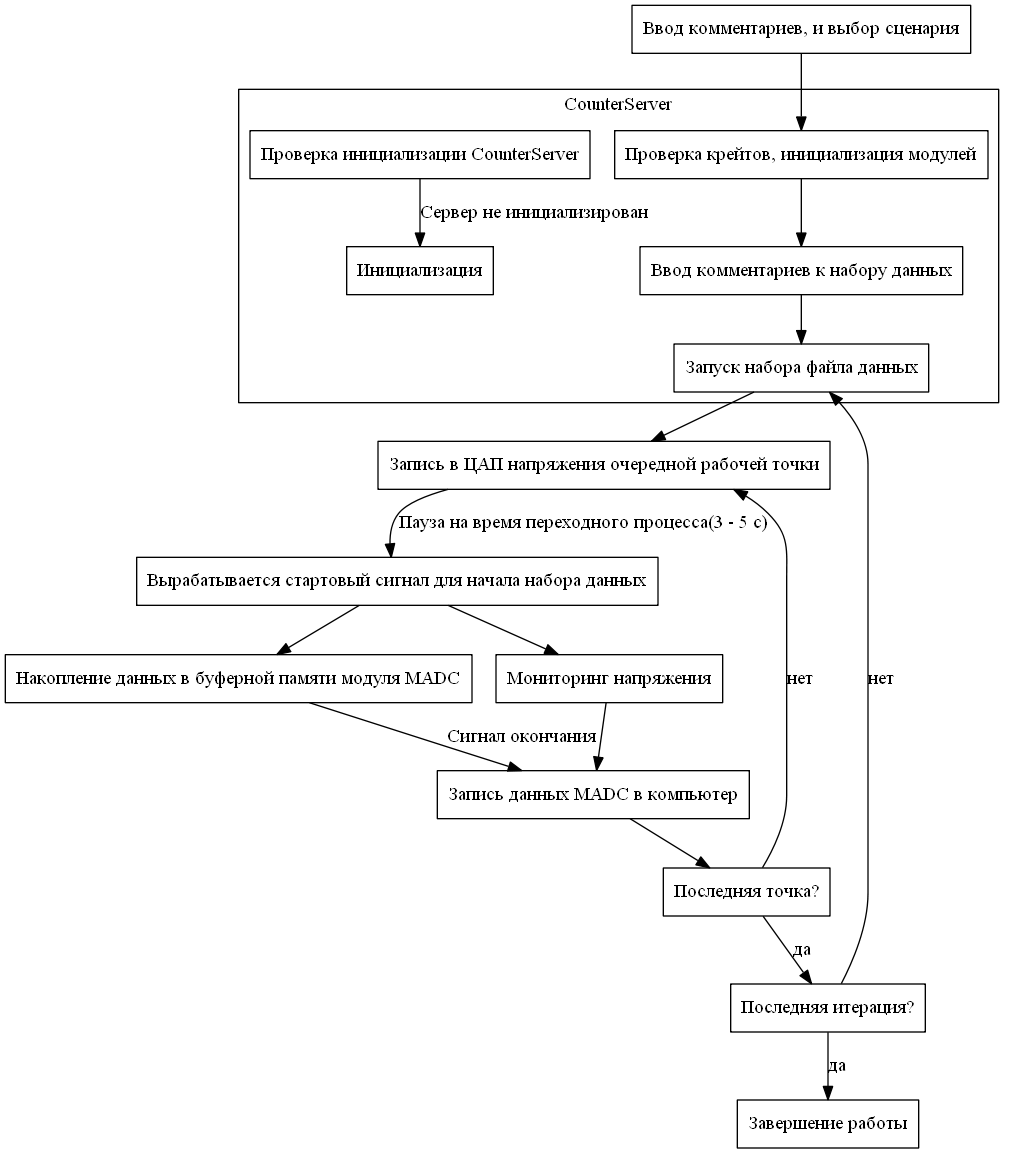 Ввод комментариев, и выбор сценария
CounterServer
Проверка инициализации CounterServer
Проверка крейтов, инициализация модулей
Сервер не инициализирован
Инициализация
Ввод комментариев к набору данных
Запуск набора файла данных
Запись в ЦАП напряжения очередной рабочей точки
Пауза на время переходного процесса(3 - 5 с)
Вырабатывается стартовый сигнал для начала набора данных
Накопление данных в буферной памяти модуля MADC
Мониторинг напряжения
нет
нет
Сигнал окончания
Запись данных MADC в компьютер
Последняя точка?
да
Последняя итерация?
да
Завершение работы